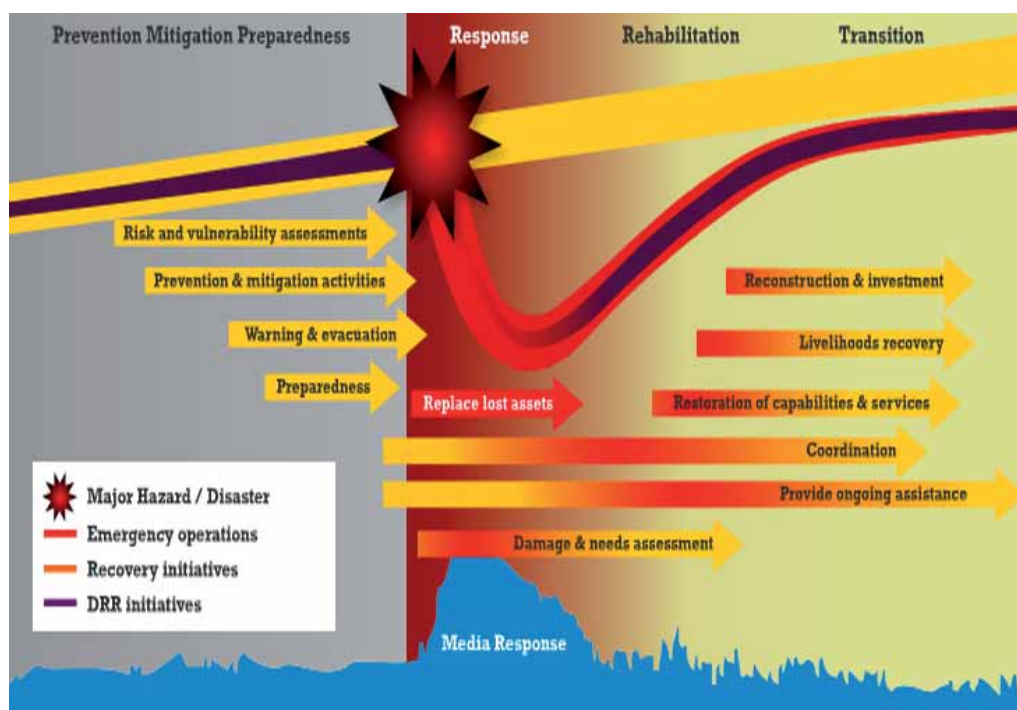 Prevention Mitigation Preparedness
Response
Rehabilitation
Transition
Risk and vulnerability assessments
Prevention & mitigation activities
Warning & evacuation
Preparedness
Replace lost assets
Reconstruction & investment
Livelihoods recovery
Restoration of capabilities & services
Coordination
Provide ongoing assistance
Damage & needs assessment
Major Hazard / Disaster
Emergency operations
Recovery initiatives
DRR initiatives
Media Response